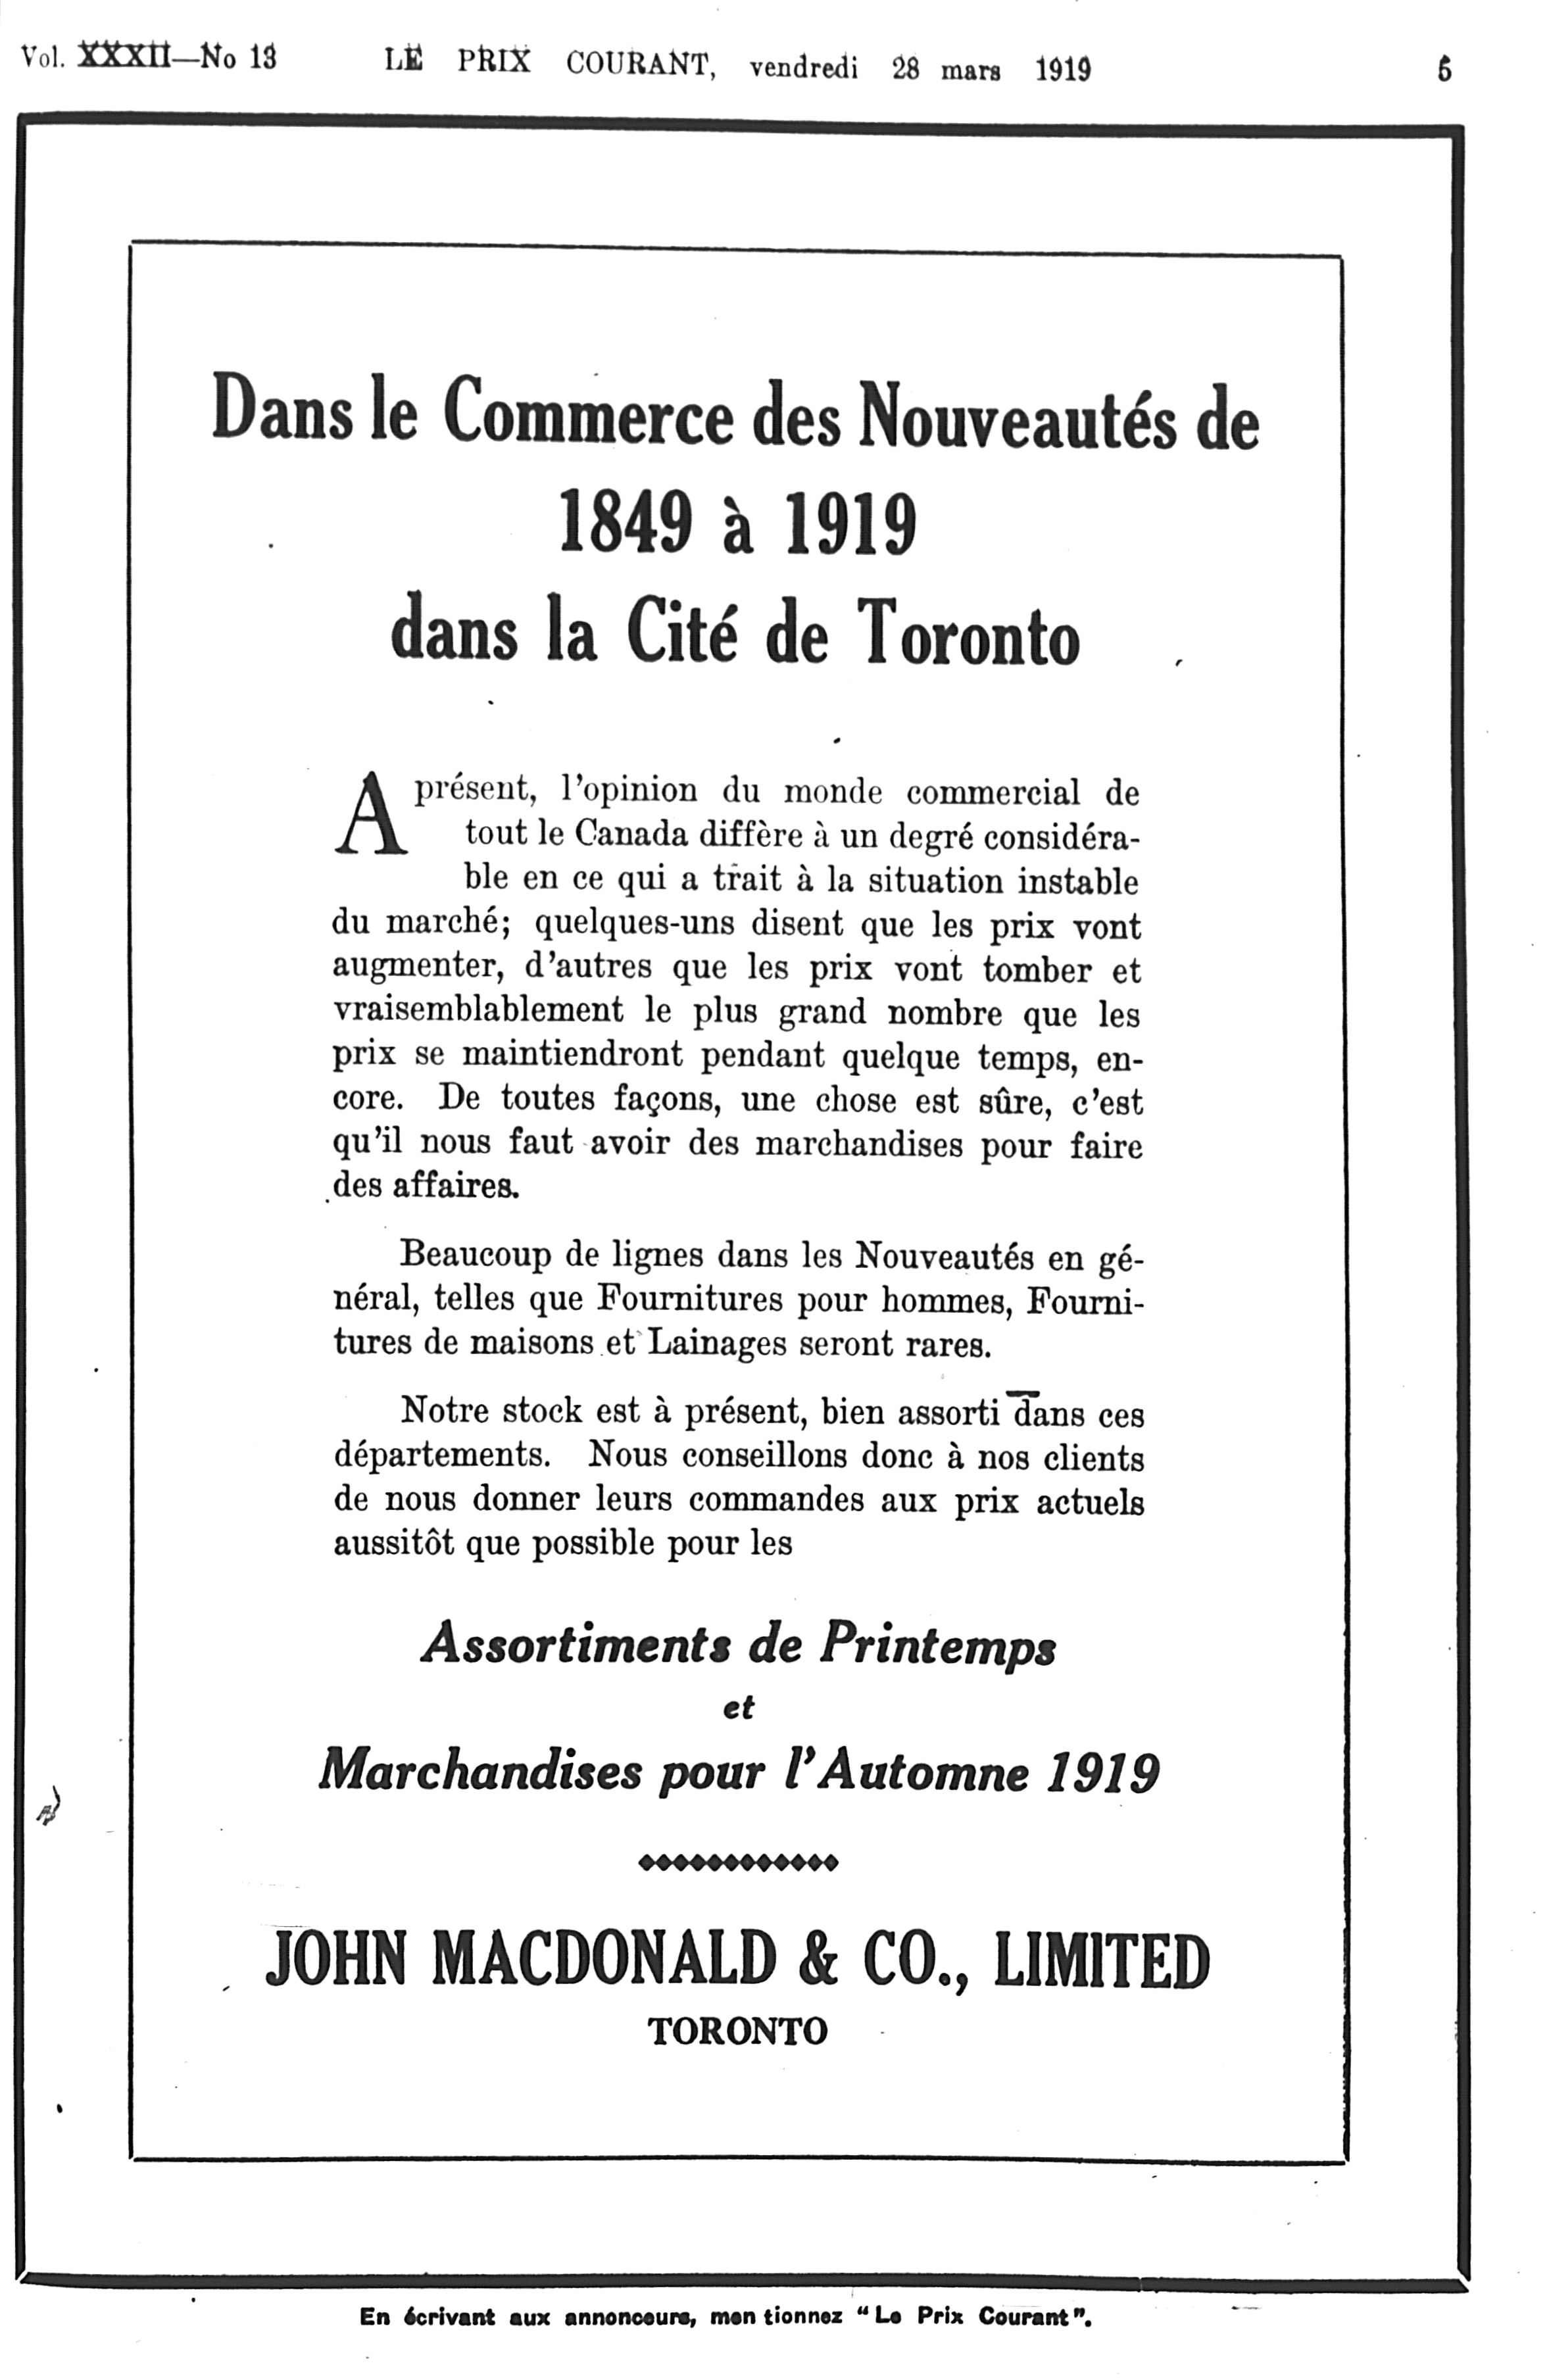 Vol. XXXII—No 13 LE PRIX COURANT, vendredi 28 mars 1919 5
Dans le Commerce des Nouveautés de
1849 à 1919
dans la Cité de Toronto
A présent, l'opinion du monde commercial de
tout le Canada diffère à un degré considéra-
ble en ce qui a trait à la situation instable
du marché; quelques-uns disent que les prix vont
augmenter, d'autres que les prix vont tomber et
vraisemblablement le plus grand nombre que les
prix se maintiendront pendant quelque temps, en-
core. De toutes façons, une chose est sûre, c'est
qu'il nous faut avoir des marchandises pour faire
des affaires.
Beaucoup de lignes dans les Nouveautés en gé-
néral, telles que Fournitures pour hommes, Fourni-
tures de maisons et Lainages seront rares.
Notre stock est à présent, bien assorti dans ces
départements. Nous conseillons donc à nos clients
de nous donner leurs commandes aux prix actuels
aussitôt que possible pour les
Assortiments de Printemps
et
Marchandises pour l'Automne 1919
JOHN MACDONALD & CO., LIMITED
TORONTO
En écrivant aux annonceurs, men tionnez "Le Prix Courant".